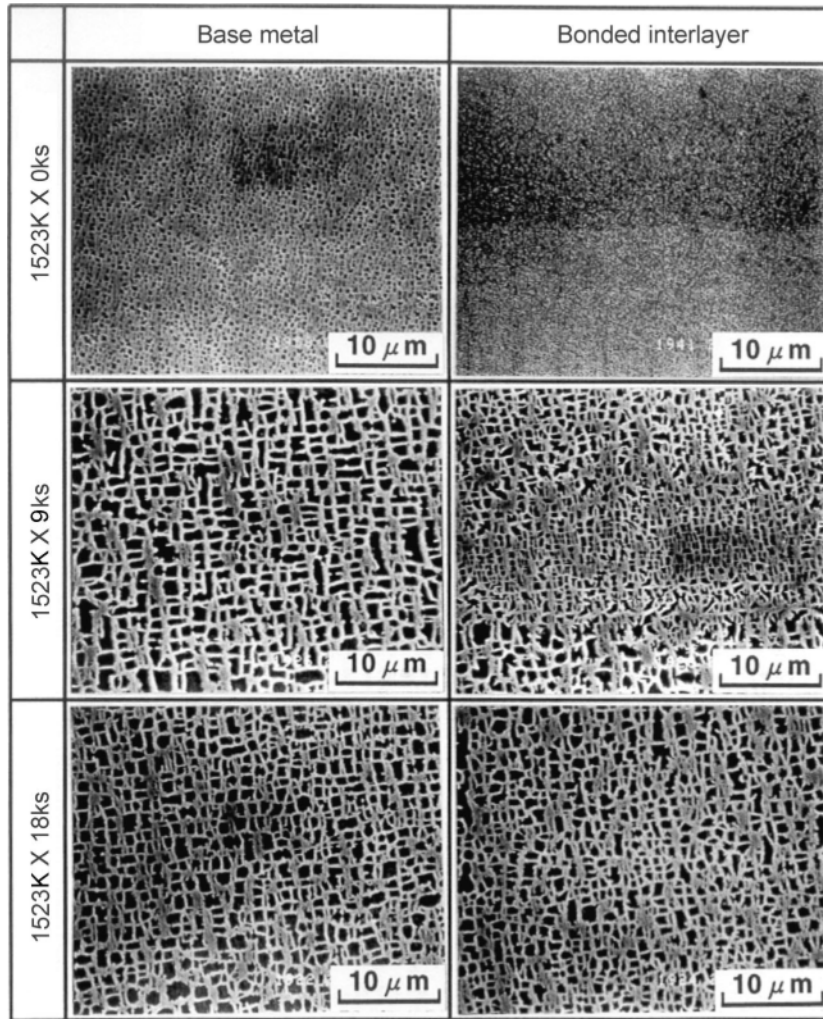 Base metal
Bonded interlayer
1523K X 0ks
10 μm
10 μm
1523K X 9ks
10 μm
10 μm
1523K X 18ks
10 μm
10 μm